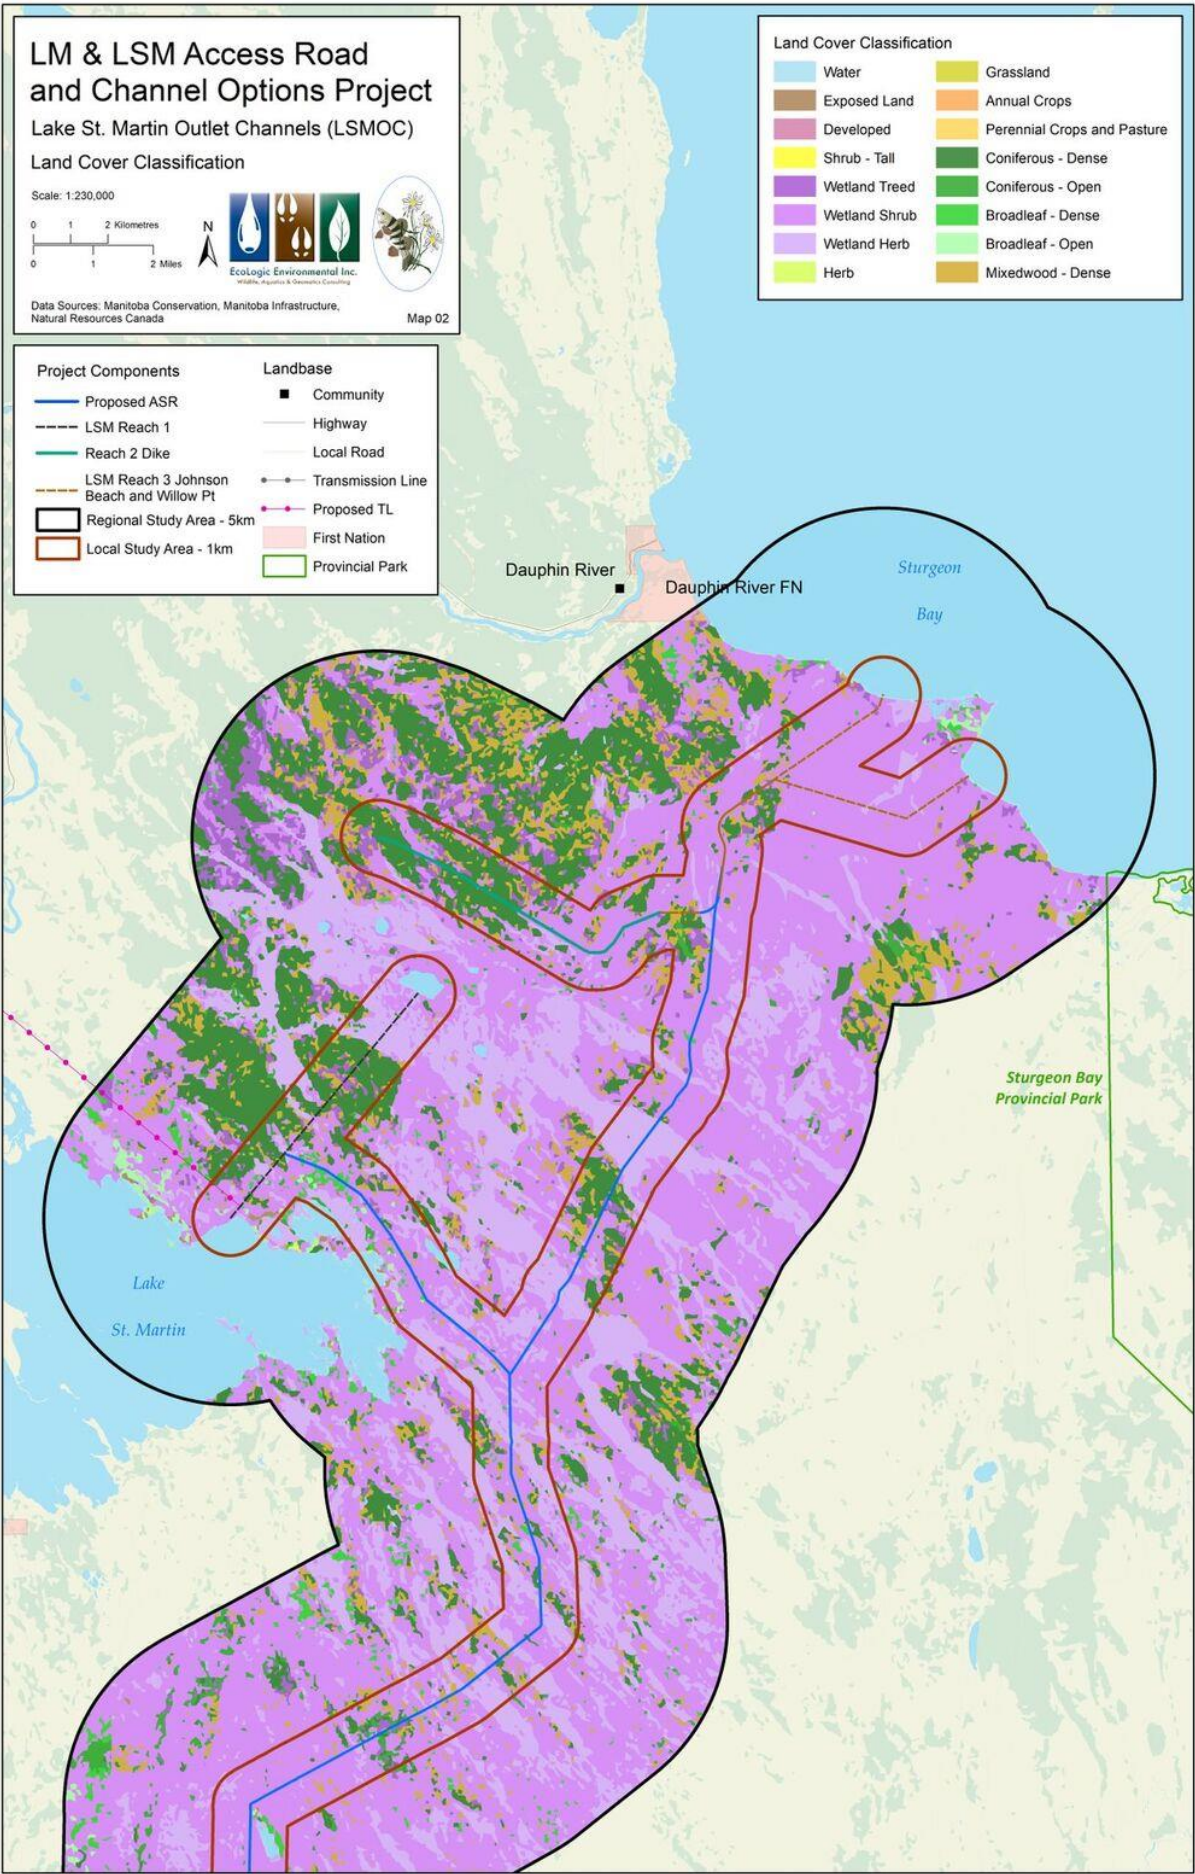 LM & LSM Access Road
and Channel Options Project
Lake St. Martin Outlet Channels (LSMOC)
Land Cover Classification
Scale: 1:230,000
0 1 2 Kilometres
0 1 2 Miles
N
EcoLogic Environmental Inc.
Wildlife, Aquatics & Geomatics Consulting
Data Sources: Manitoba Conservation, Manitoba Infrastructure,
Natural Resources Canada
Map 02
Project Components
Proposed ASR
LSM Reach 1
Reach 2 Dike
LSM Reach 3 Johnson
Beach and Willow Pt
Regional Study Area - 5km
Local Study Area - 1km
Landbase
Community
Highway
Local Road
Transmission Line
Proposed TL
First Nation
Provincial Park
Land Cover Classification
Water
Exposed Land
Developed
Shrub - Tall
Wetland Treed
Wetland Shrub
Wetland Herb
Herb
Grassland
Annual Crops
Perennial Crops and Pasture
Coniferous - Dense
Coniferous - Open
Broadleaf - Dense
Broadleaf - Open
Mixedwood - Dense
Dauphin River
Dauphin River FN
Sturgeon
Bay
Sturgeon Bay
Provincial Park
Lake
St. Martin